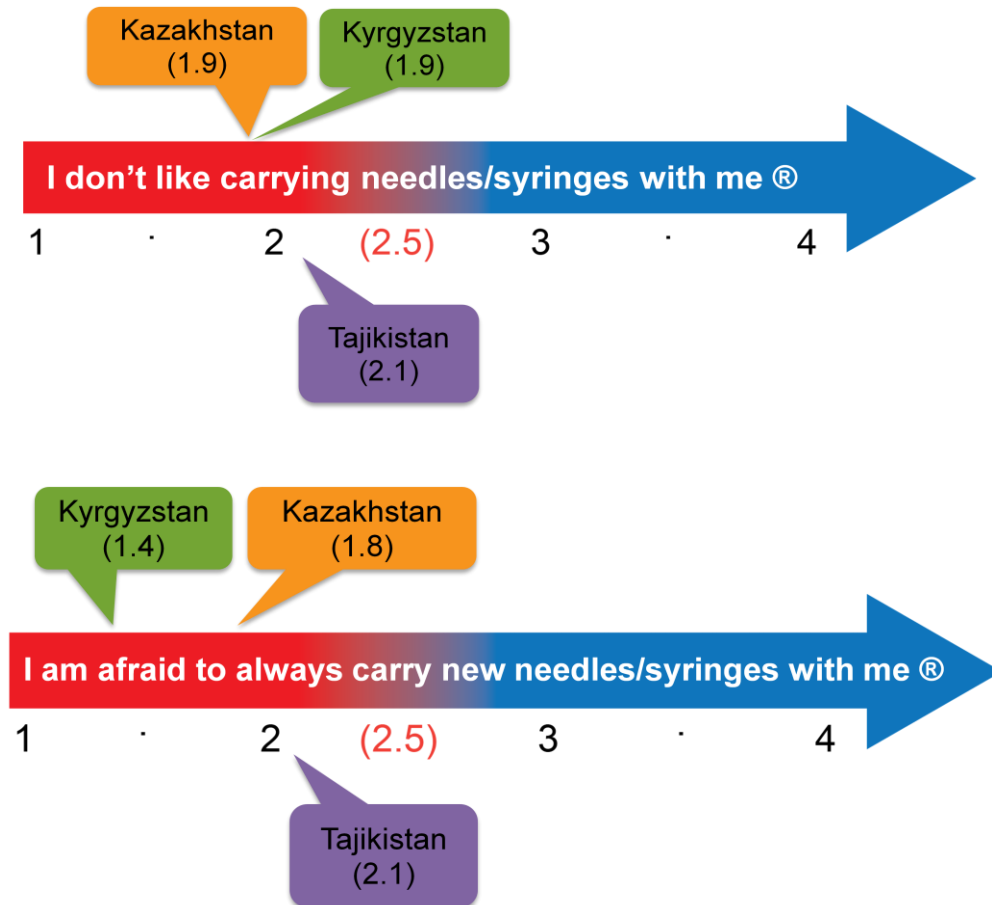 Kazakhstan
(1.9)
Kyrgyzstan
(1.9)
I don’t like carrying needles/syringes with me ®
1 · 2 (2.5) 3 · 4
Tajikistan
(2.1)
Kyrgyzstan
(1.4)
Kazakhstan
(1.8)
I am afraid to always carry new needles/syringes with me ®
1 · 2 (2.5) 3 · 4
Tajikistan
(2.1)